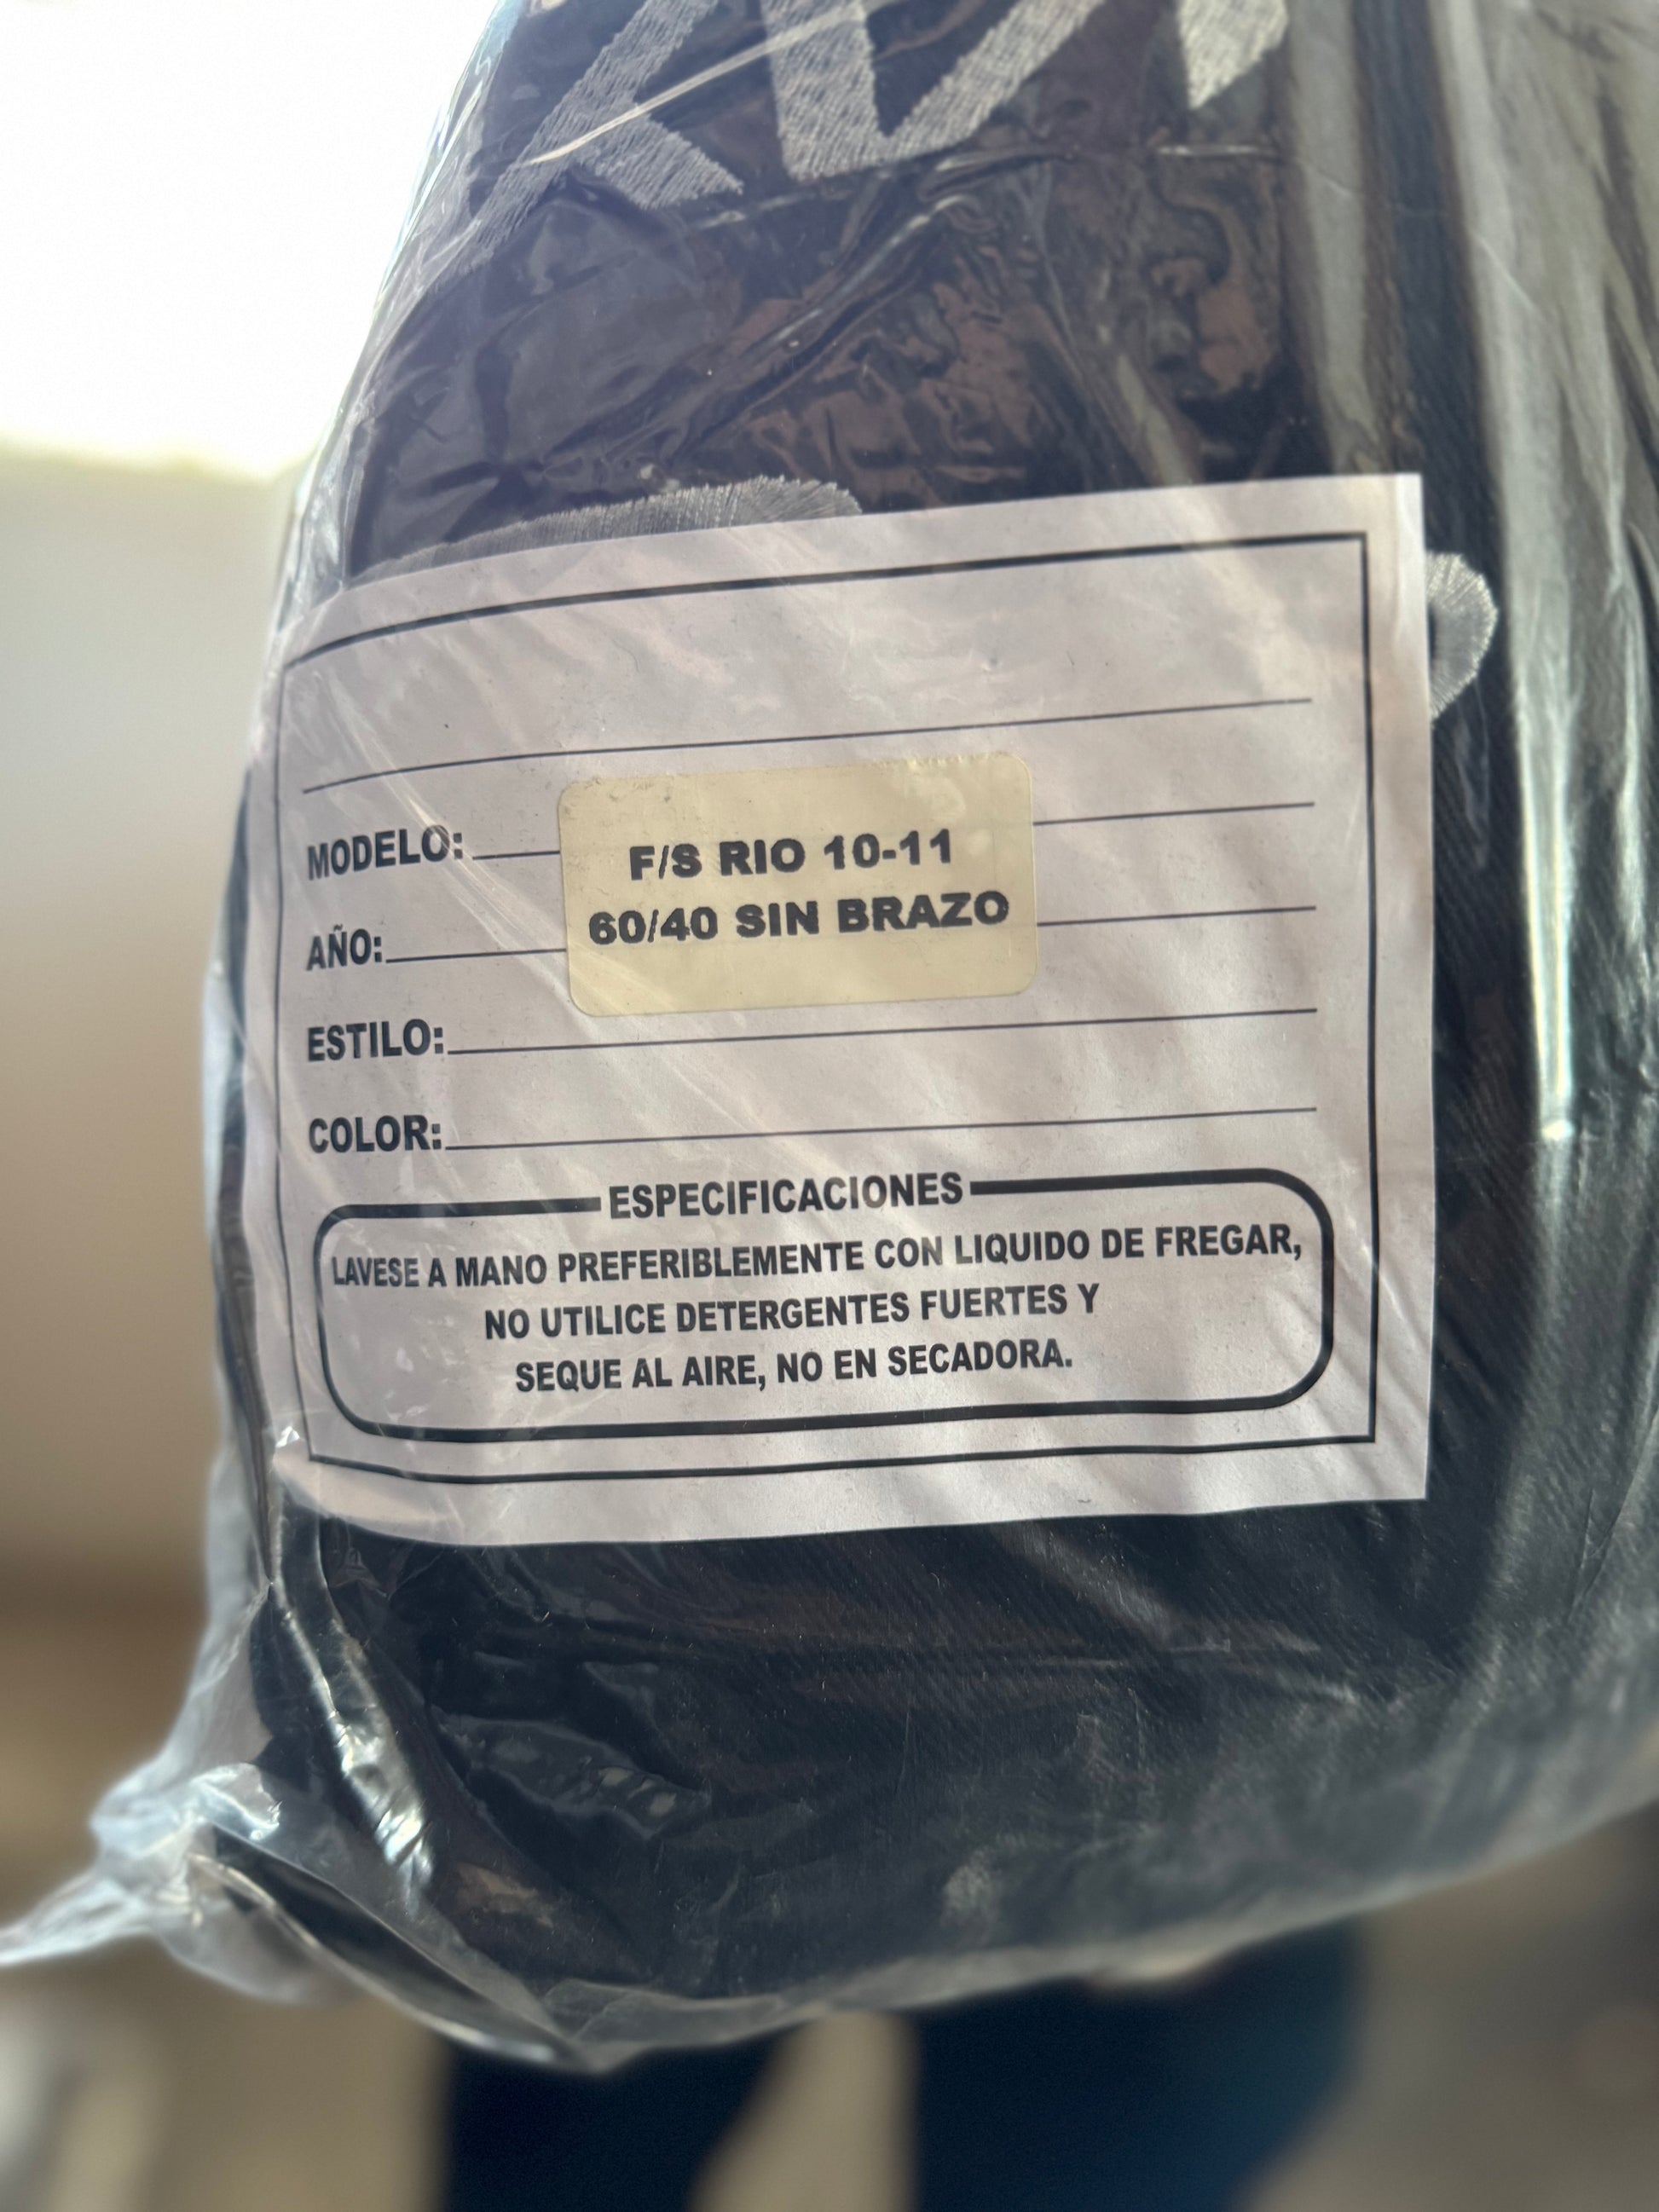 MODELO:
F/S RIO 10-11
60/40 SIN BRAZO
AÑO:
ESTILO:
COLOR:
ESPECIFICACIONES
LAVESE A MANO PREFERIBLEMENTE CON LIQUIDO DE FREGAR,
NO UTILICE DETERGENTES FUERTES Y
SEQUE AL AIRE, NO EN SECADORA.